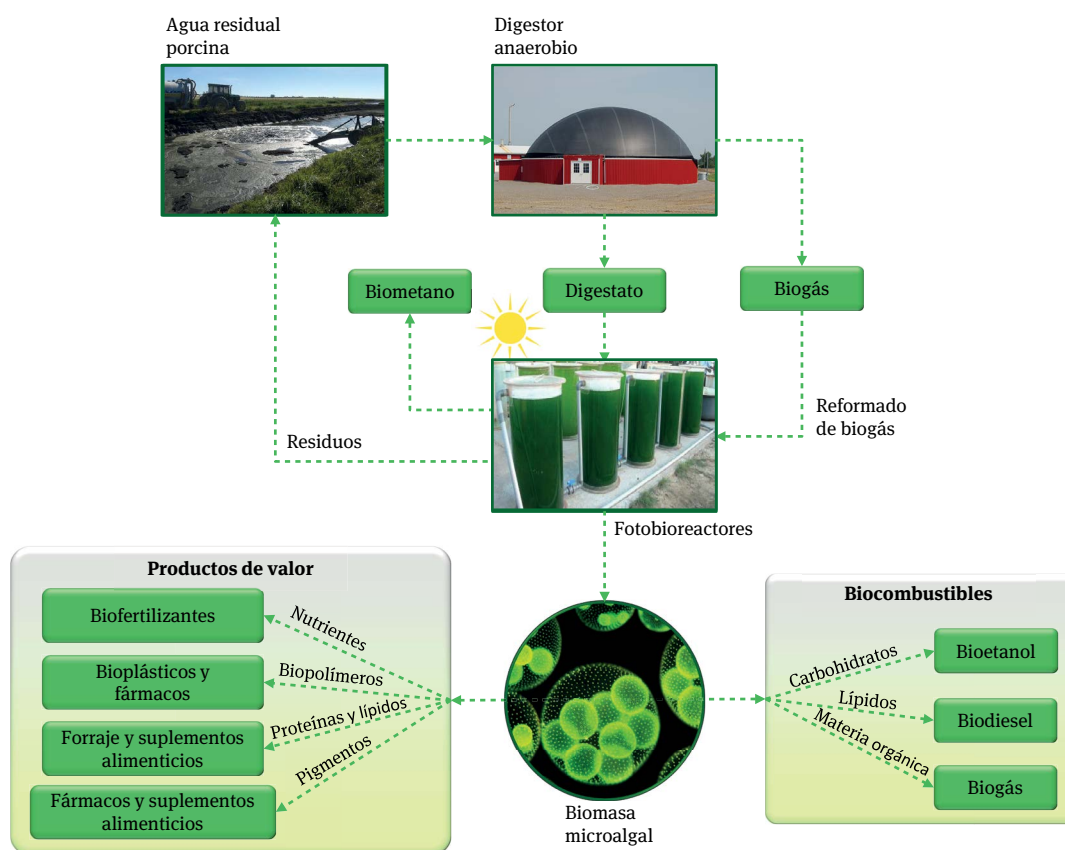 Agua residual
porcina
Digestor
anaerobio
Biometano
Digestato
Biogás
Reformado
de biogás
Residuos
Fotobioreactores
Productos de valor
Biofertilizantes
Nutrientes
Bioplásticos y
fármacos
Biopolímeros
Forraje y suplementos
alimenticios
Proteínas y lípidos
Fármacos y suplementos
alimenticios
Pigmentos
Biomasa
microalgal
Biocombustibles
Carbohidratos
Bioetanol
Lípidos
Biodiesel
Materia orgánica
Biogás